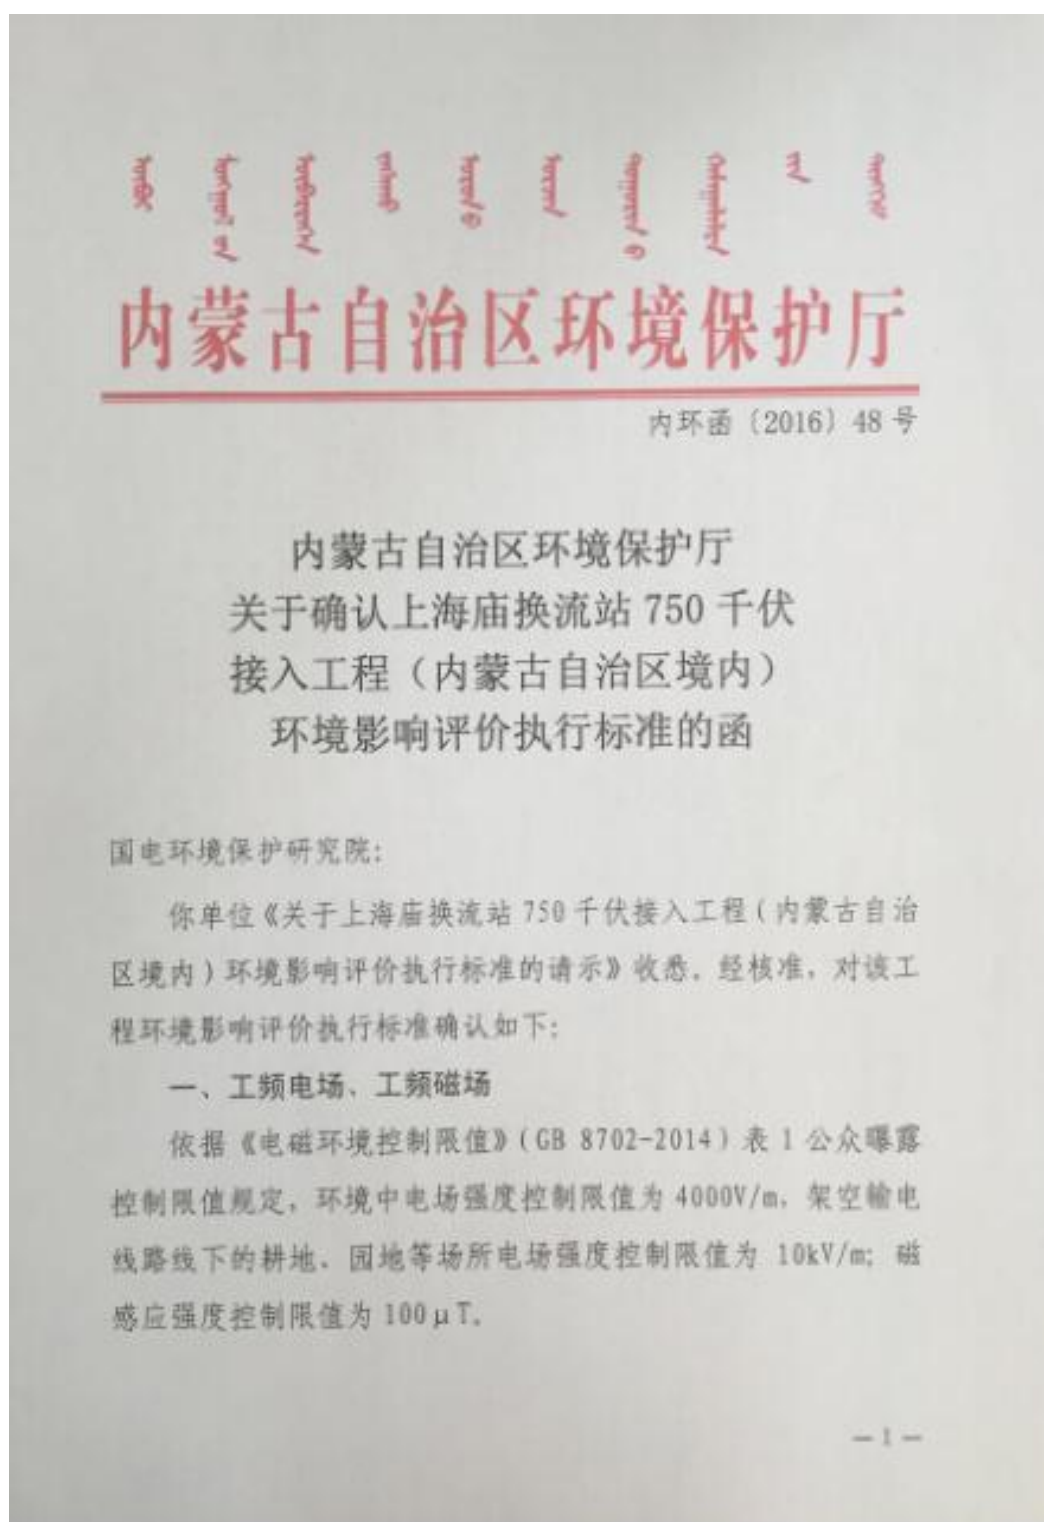 内蒙古自治区环境保护厅
内环函〔2016〕48号
内蒙古自治区环境保护厅
关于确认上海庙换流站750千伏
接入工程（内蒙古自治区境内）
环境影响评价执行标准的函
国电环境保护研究院：
你单位《关于上海庙换流站750千伏接入工程（内蒙古自治
区境内）环境影响评价执行标准的请示》收悉。经核准，对该工
程环境影响评价执行标准确认如下：
一、工频电场、工频磁场
依据《电磁环境控制限值》（GB 8702-2014）表1公众曝露
控制限值规定，环境中电场强度控制限值为4000V/m，架空输电
线路线下的耕地、园地等场所电场强度控制限值为 10kV/m；磁
感应强度控制限值为100μT。
—1—